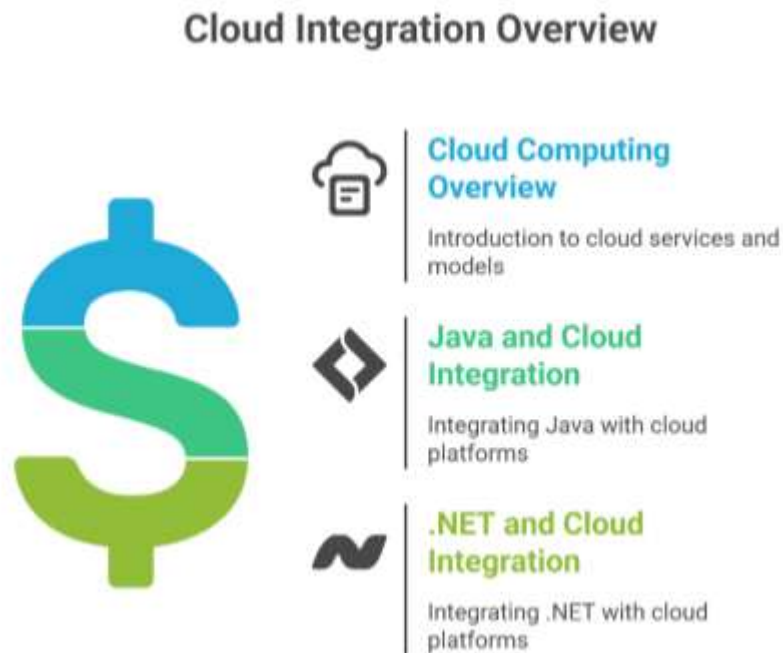 Cloud Integration Overview
Cloud Computing
Overview
Introduction to cloud services and
models
Java and Cloud
Integration
Integrating Java with cloud
platforms
.NET and Cloud
Integration
Integrating .NET with cloud
platforms